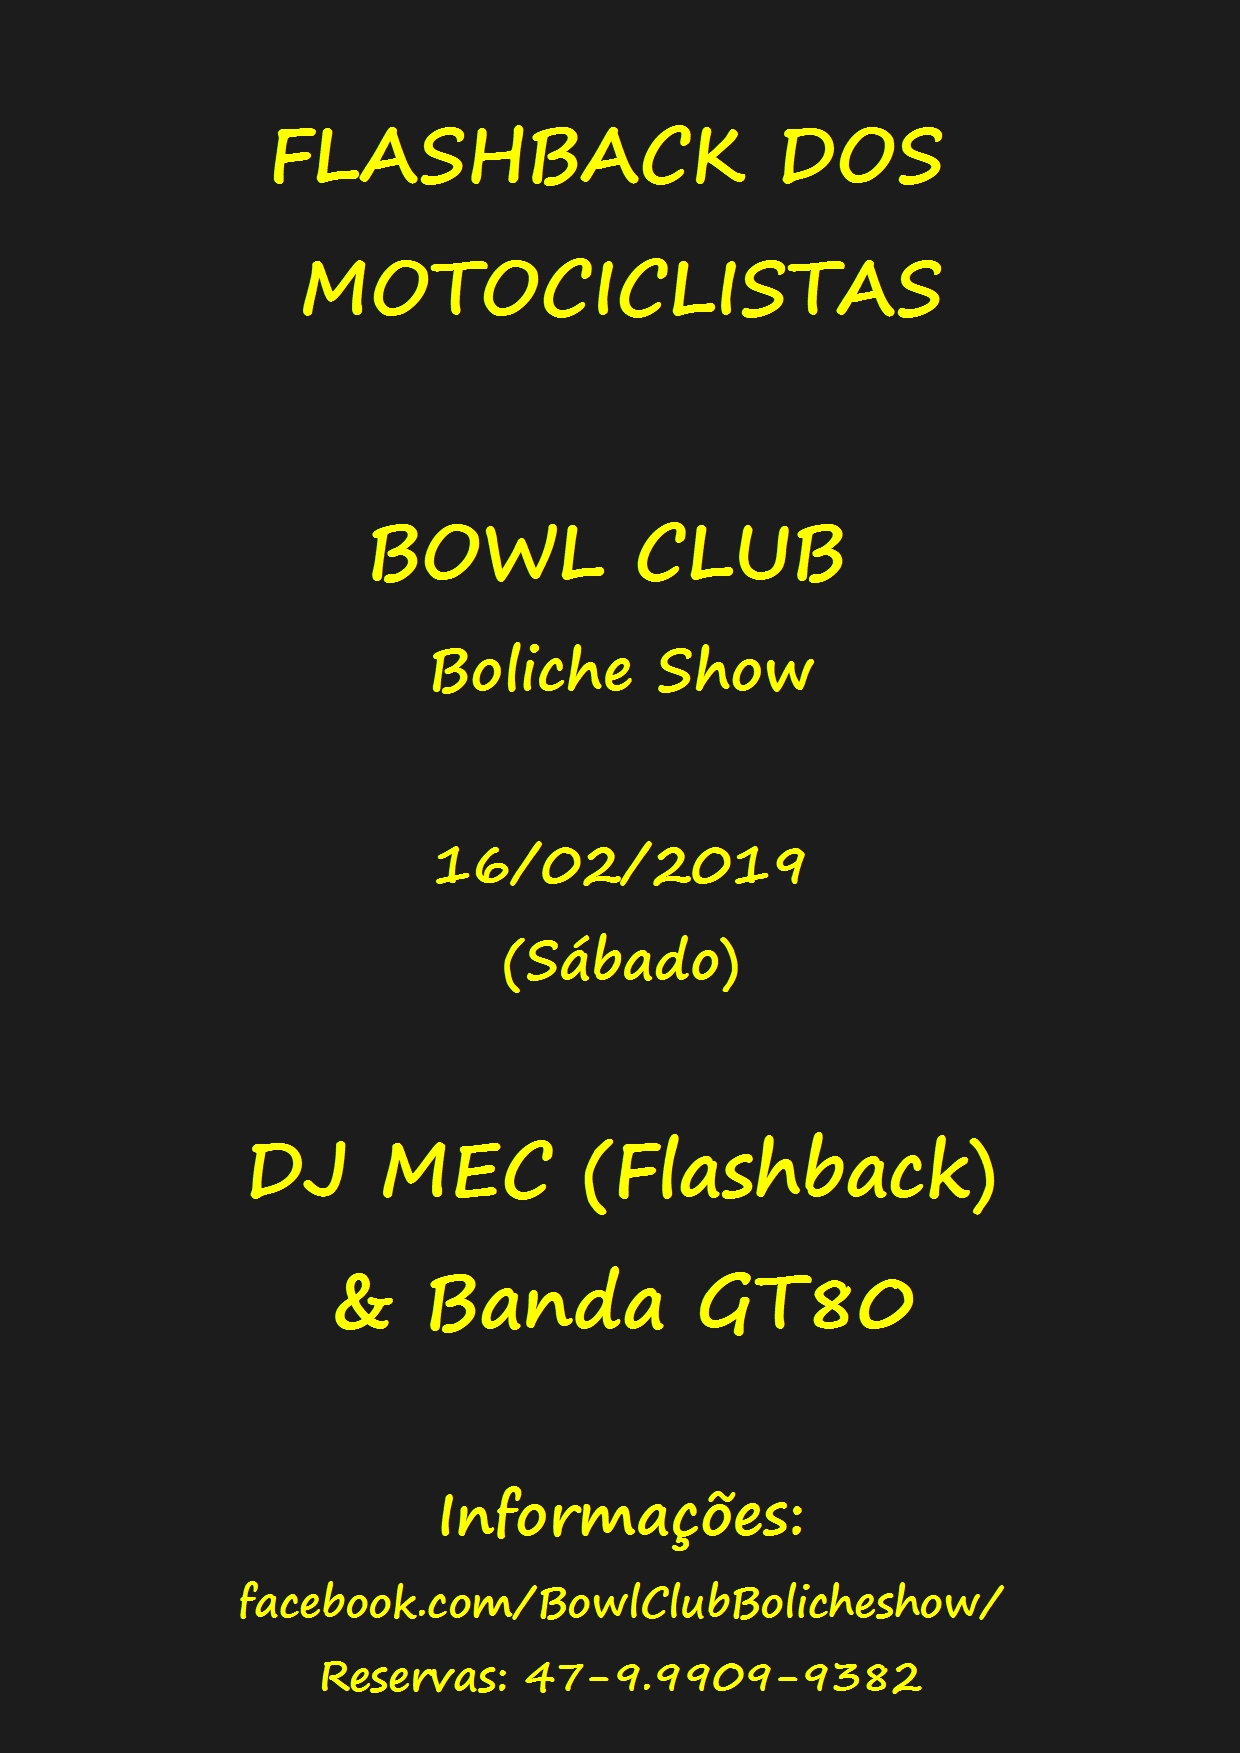 FLASHBACK DOS
MOTOCICLISTAS
BOWL CLUB
Boliche Show
16/02/2019
(Sábado)
DJ MEC (Flashback)
& Banda GT80
Informações:
facebook.com/BowlClubBolicheshow/
Reservas: 47-9.9909-9382